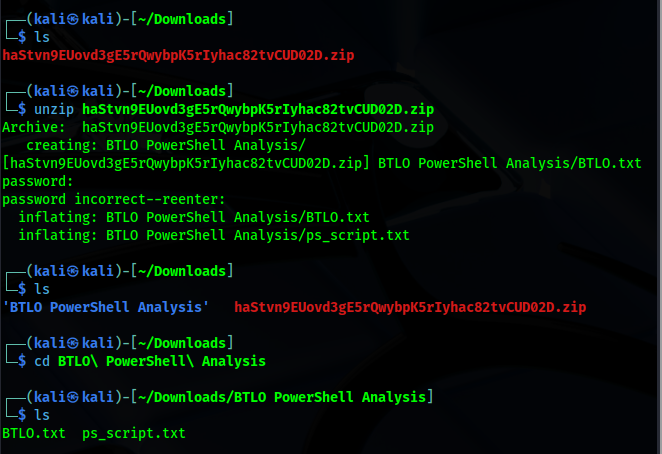 ┌──(kali㉿kali)-[~/Downloads]
└─$ ls
haStvn9EUovd3gE5rQwybpK5rIyhac82tvCUD02D.zip
┌──(kali㉿kali)-[~/Downloads]
└─$ unzip haStvn9EUovd3gE5rQwybpK5rIyhac82tvCUD02D.zip
Archive:  haStvn9EUovd3gE5rQwybpK5rIyhac82tvCUD02D.zip
   creating: BTLO PowerShell Analysis/
[haStvn9EUovd3gE5rQwybpK5rIyhac82tvCUD02D.zip] BTLO PowerShell Analysis/BTLO.txt
password:
password incorrect--reenter:
  inflating: BTLO PowerShell Analysis/BTLO.txt
  inflating: BTLO PowerShell Analysis/ps_script.txt
┌──(kali㉿kali)-[~/Downloads]
└─$ ls
'BTLO PowerShell Analysis'   haStvn9EUovd3gE5rQwybpK5rIyhac82tvCUD02D.zip
┌──(kali㉿kali)-[~/Downloads]
└─$ cd BTLO\ PowerShell\ Analysis
┌──(kali㉿kali)-[~/Downloads/BTLO PowerShell Analysis]
└─$ ls
BTLO.txt  ps_script.txt